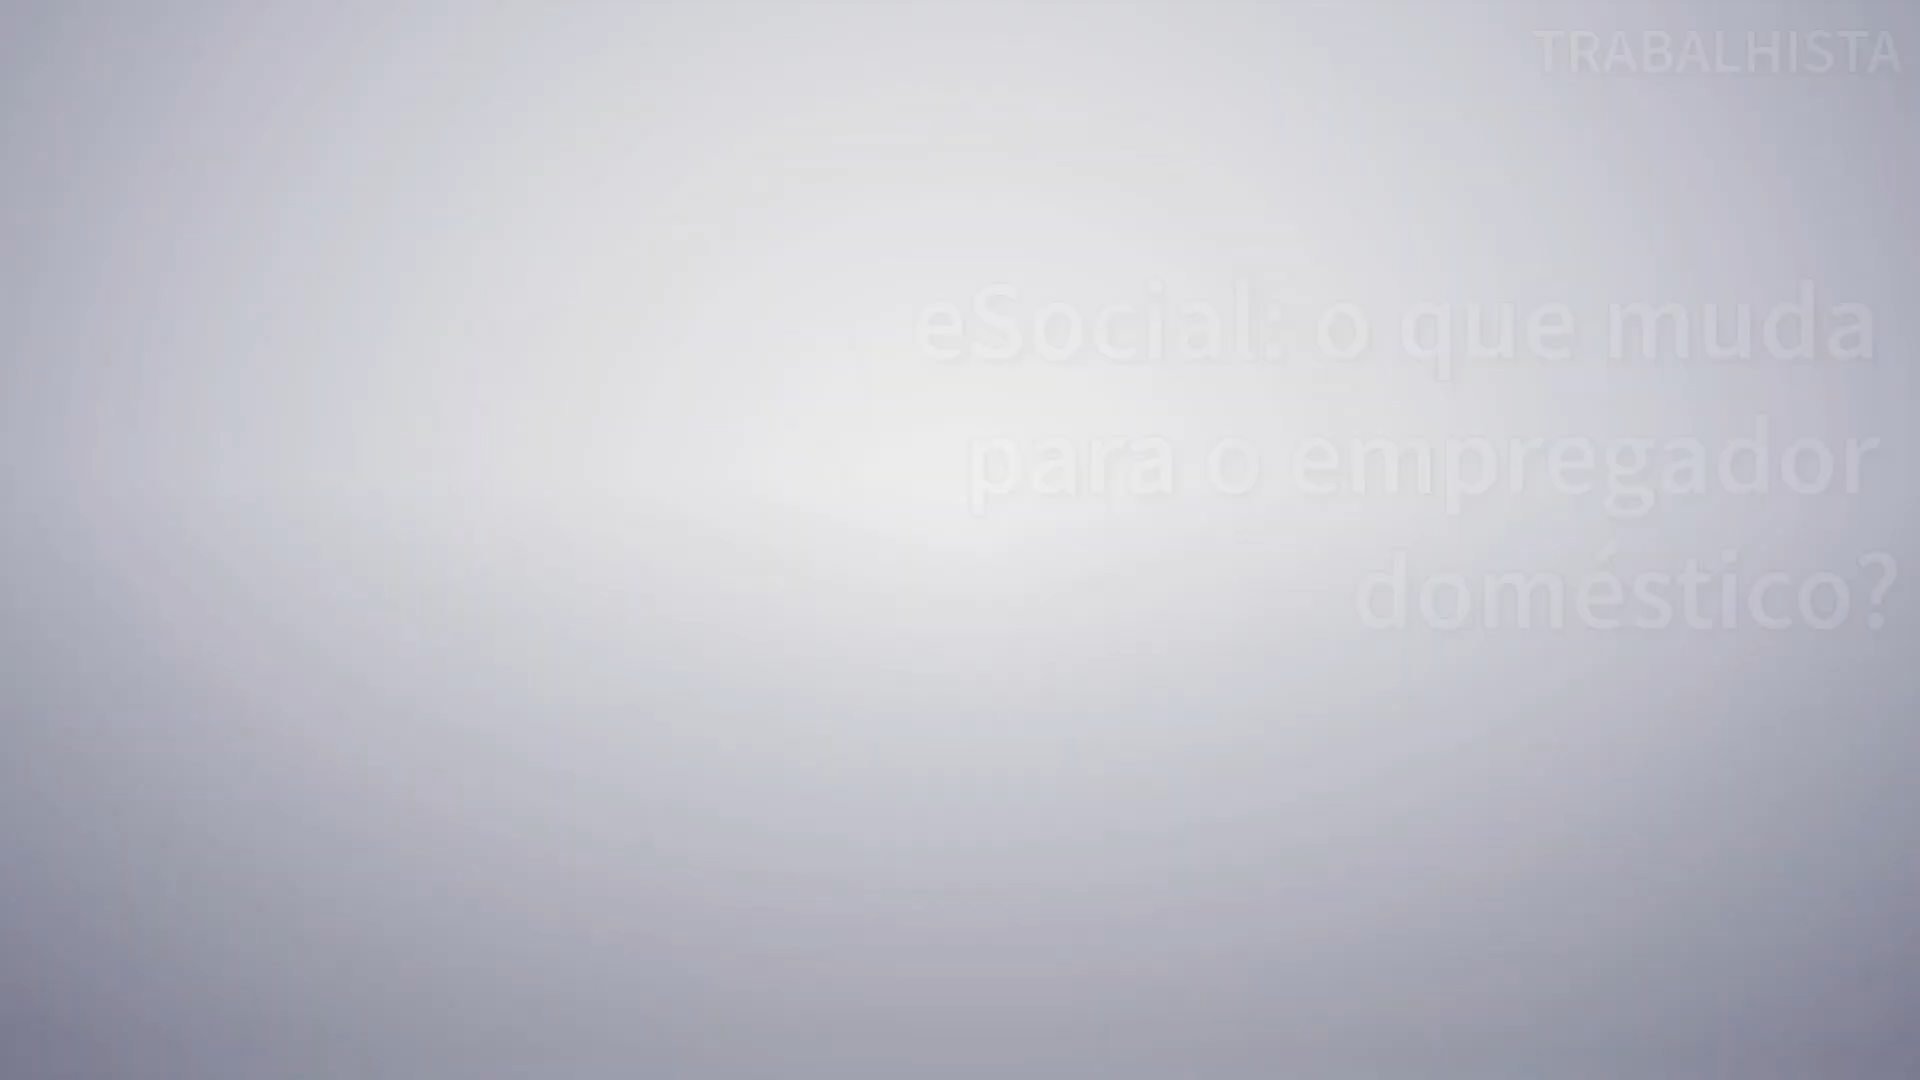 TRABALHISTA
eSocial: o que muda
para o empregador
doméstico?